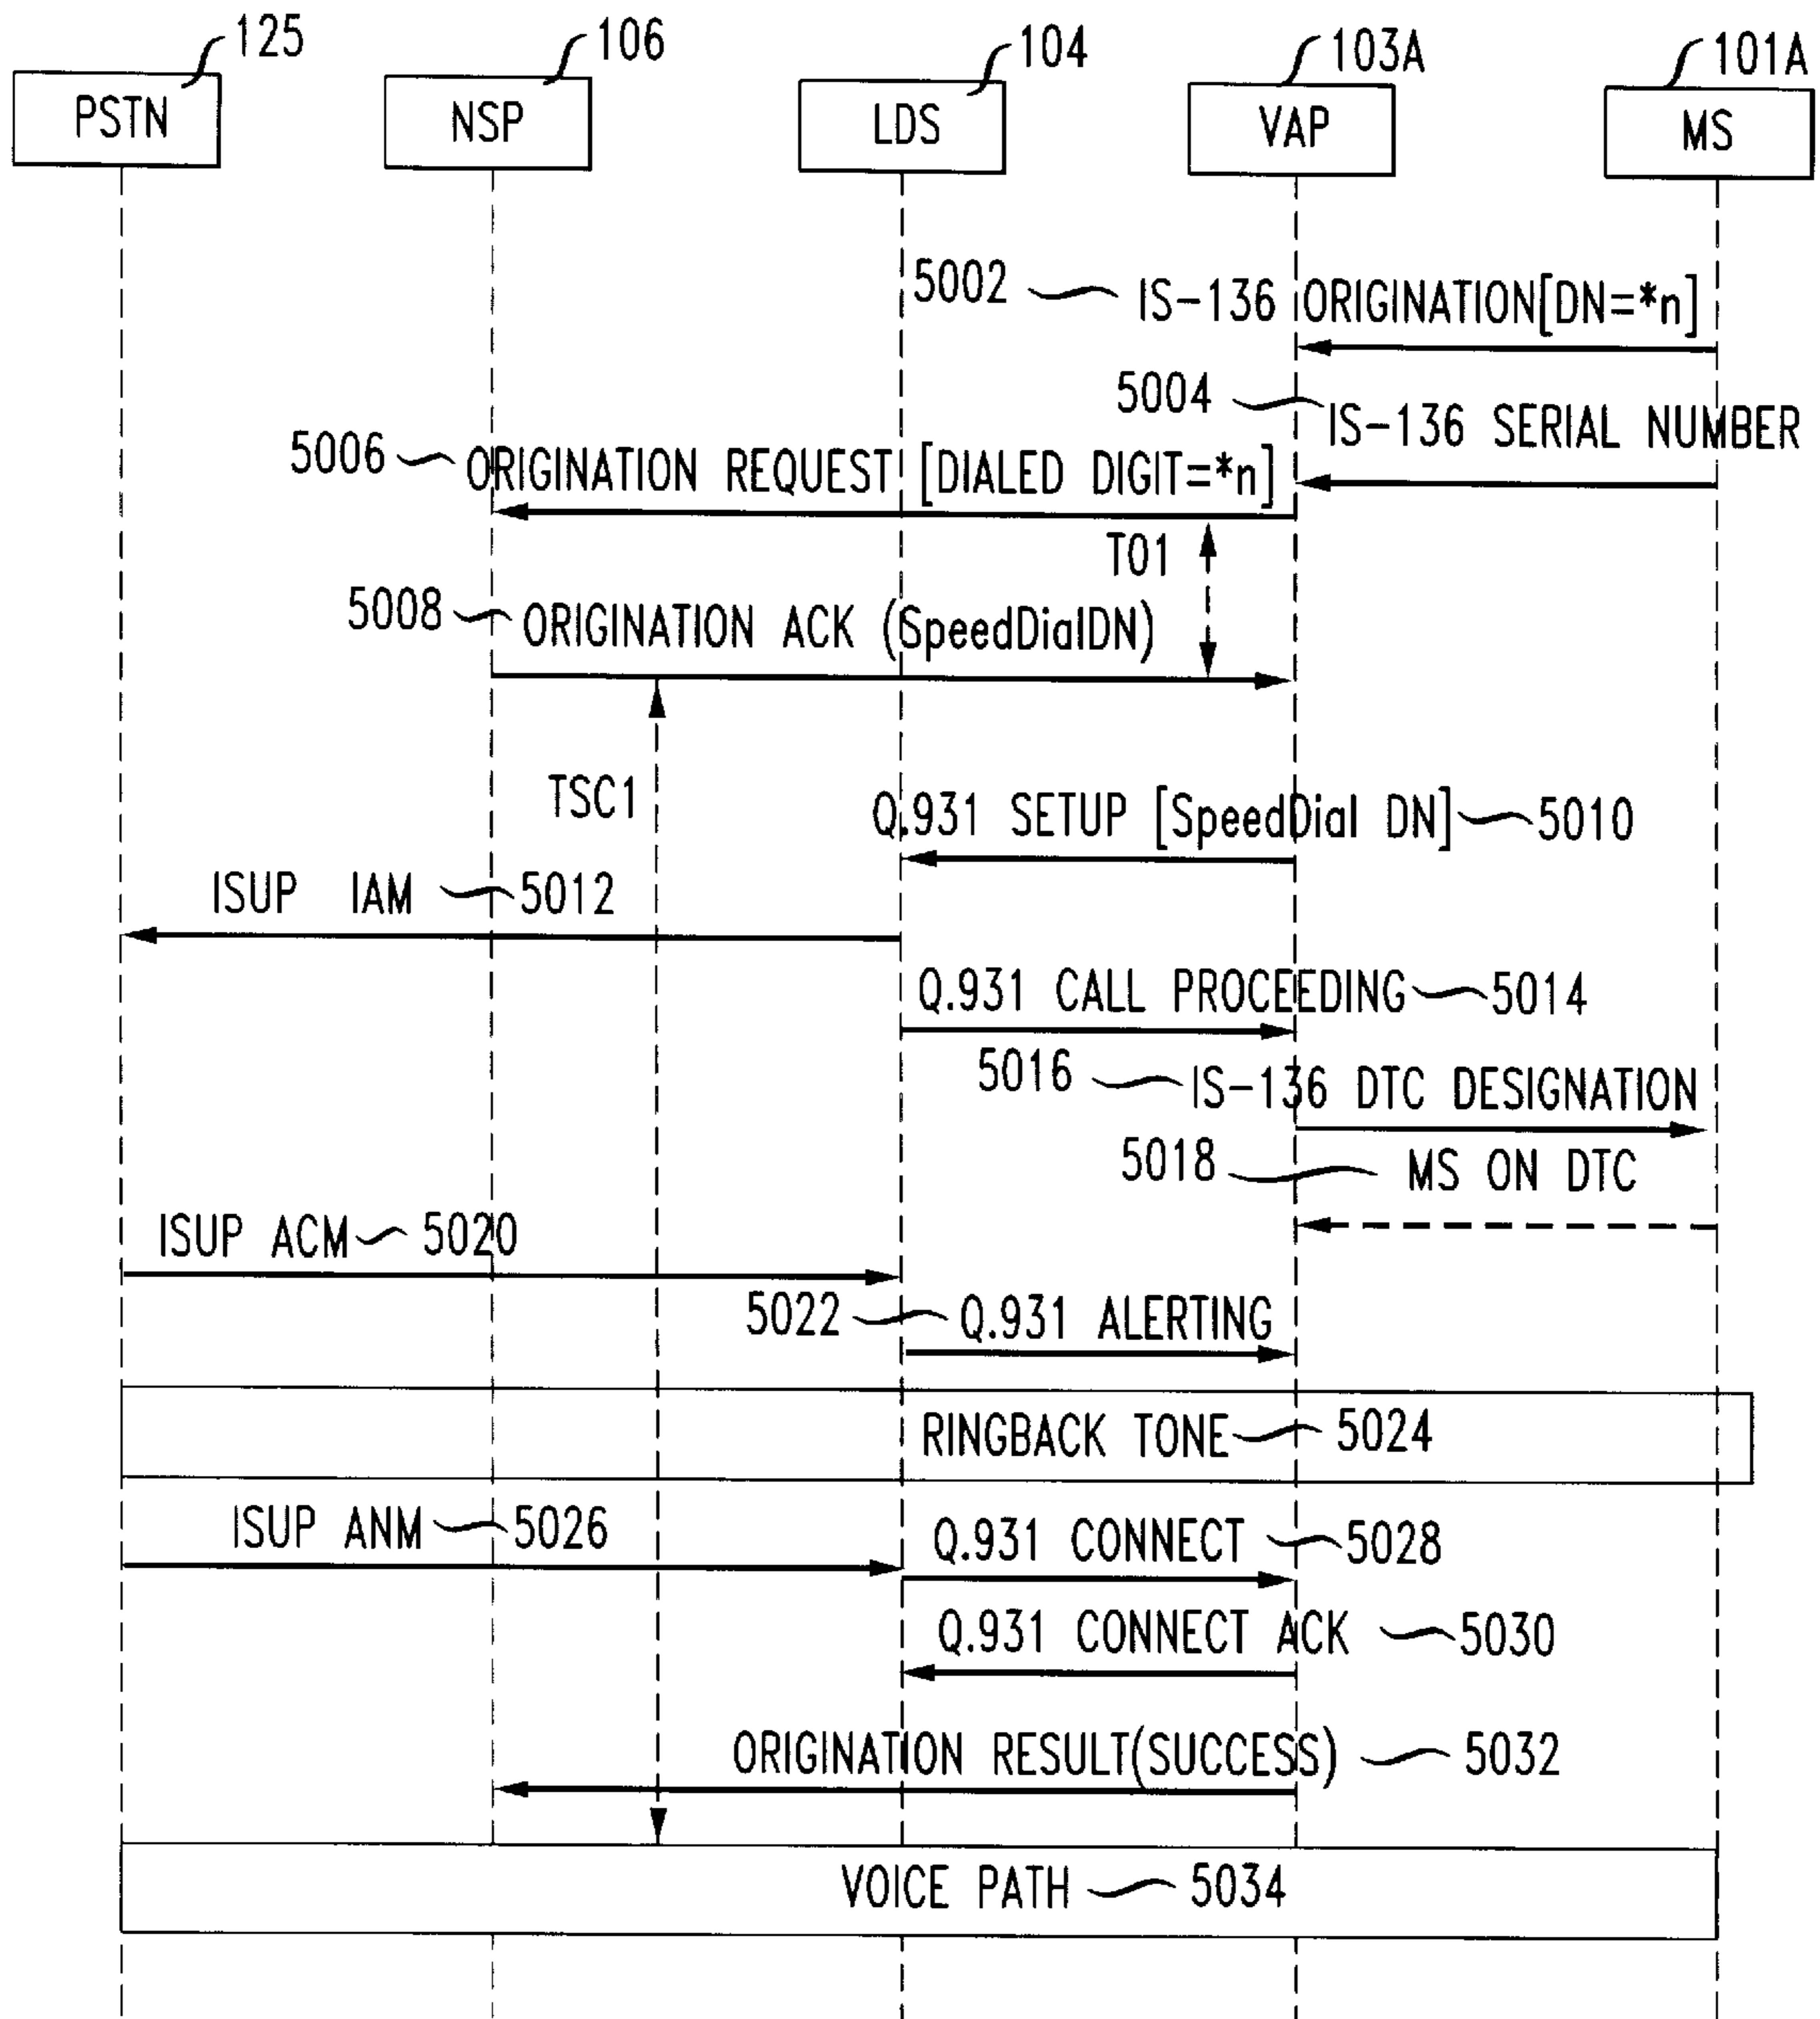 125
106
104
103A
101A
PSTN
NSP
LDS
VAP
MS
5002 IS-136 ORIGINATION[DN=*n]
5004 IS-136 SERIAL NUMBER
5006 ORIGINATION REQUEST [DIALED DIGIT=*n]
T01
5008 ORIGINATION ACK (SpeedDialDN)
TSC1
Q.931 SETUP [SpeedDial DN] 5010
ISUP IAM 5012
Q.931 CALL PROCEEDING 5014
5016 IS-136 DTC DESIGNATION
5018 MS ON DTC
ISUP ACM 5020
5022 Q.931 ALERTING
RINGBACK TONE 5024
ISUP ANM 5026
Q.931 CONNECT 5028
Q.931 CONNECT ACK 5030
ORIGINATION RESULT(SUCCESS) 5032
VOICE PATH 5034